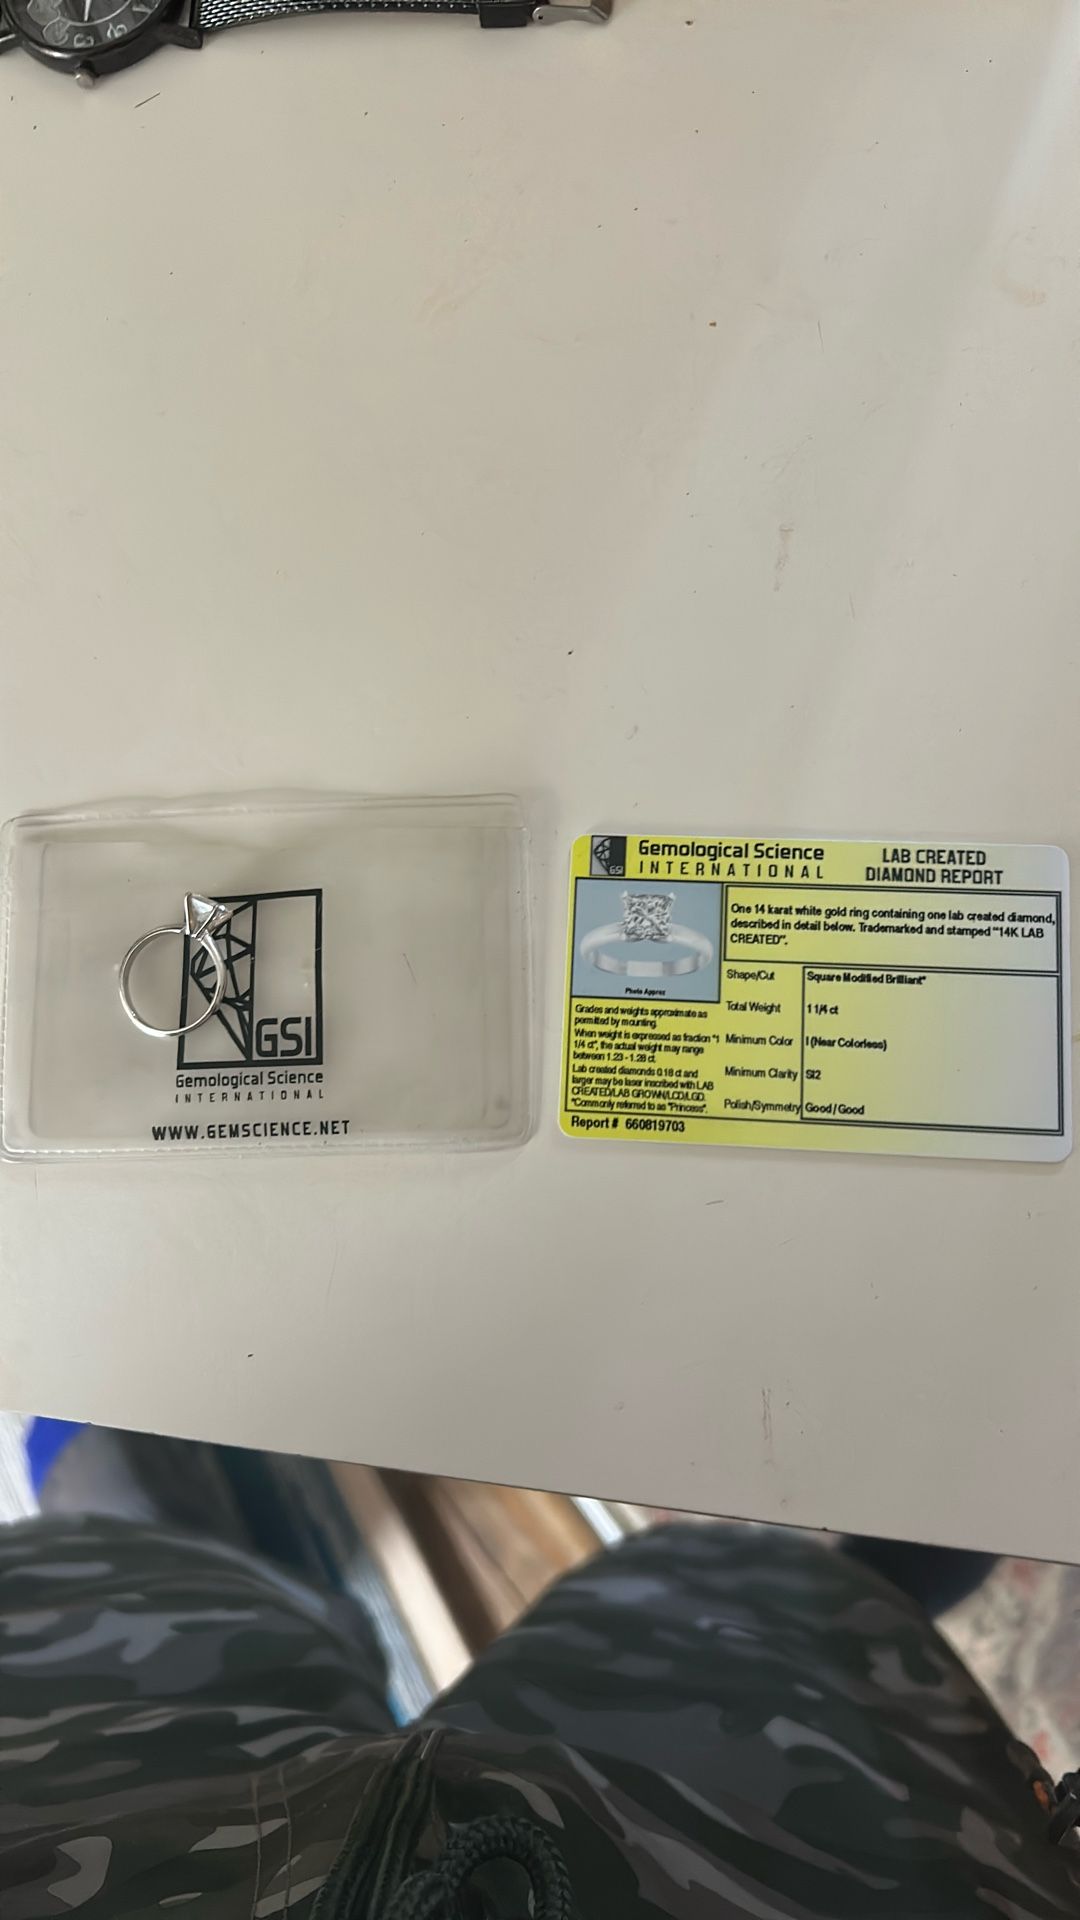 GSI
Gemological Science
INTERNATIONAL
WWW.GEMSCIENCE.NET
GSI
Gemological Science
INTERNATIONAL
LAB CREATED
DIAMOND REPORT
Photo Approx
One 14 karat white gold ring containing one lab created diamond,
described in detail below. Trademarked and stamped "14K LAB
CREATED".
Grades and weights approximate as
permitted by mounting.
When weight is expressed as fraction "1
1/4 ct", the actual weight may range
between 1.23 - 1.28 ct.
Lab created diamonds 0.18 ct and
larger may be laser inscribed with LAB
CREATED/LAB GROWN/LCD/LGD.
*Commonly referred to as "Princess".
Shape/Cut Square Modified Brilliant*
Total Weight 1 1/4 ct
Minimum Color I (Near Colorless)
Minimum Clarity SI2
Polish/Symmetry Good / Good
Report # 660819703